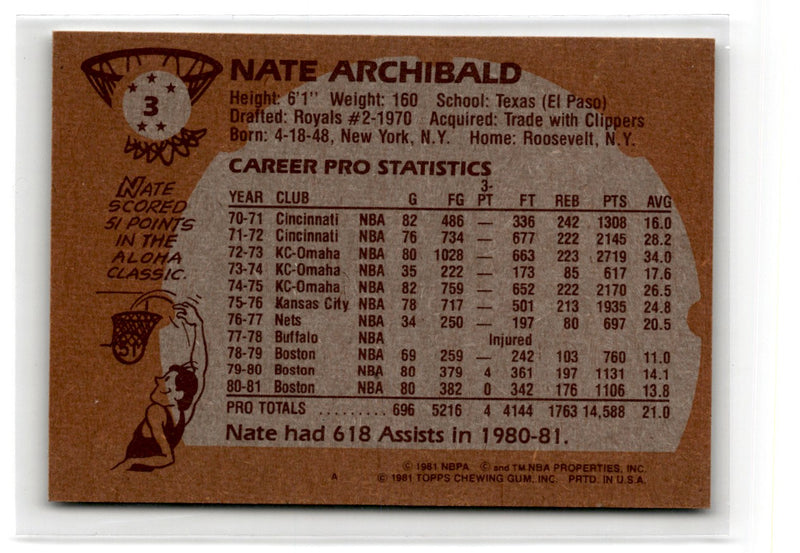 3
NATE ARCHIBALD
Height: 6'1" Weight: 160 School: Texas (El Paso)
Drafted: Royals #2-1970 Acquired: Trade with Clippers
Born: 4-18-48, New York, N.Y. Home: Roosevelt, N.Y.
NATE
SCORED
51 POINTS
IN THE
ALOHA
CLASSIC.
51
CAREER PRO STATISTICS
YEAR CLUB G FG 3-PT FT REB PTS AVG
70-71 Cincinnati NBA 82 486 — 336 242 1308 16.0
71-72 Cincinnati NBA 76 734 — 677 222 2145 28.2
72-73 KC-Omaha NBA 80 1028 — 663 223 2719 34.0
73-74 KC-Omaha NBA 35 222 — 173 85 617 17.6
74-75 KC-Omaha NBA 82 759 — 652 222 2170 26.5
75-76 Kansas City NBA 78 717 — 501 213 1935 24.8
76-77 Nets NBA 34 250 — 197 80 697 20.5
77-78 Buffalo NBA Injured
78-79 Boston NBA 69 259 — 242 103 760 11.0
79-80 Boston NBA 80 379 4 361 197 1131 14.1
80-81 Boston NBA 80 382 0 342 176 1106 13.8
PRO TOTALS ......... 696 5216 4 4144 1763 14,588 21.0
Nate had 618 Assists in 1980-81.
© 1981 NBPA © and TM NBA PROPERTIES, INC.
A © 1981 TOPPS CHEWING GUM, INC. PRTD. IN U.S.A.